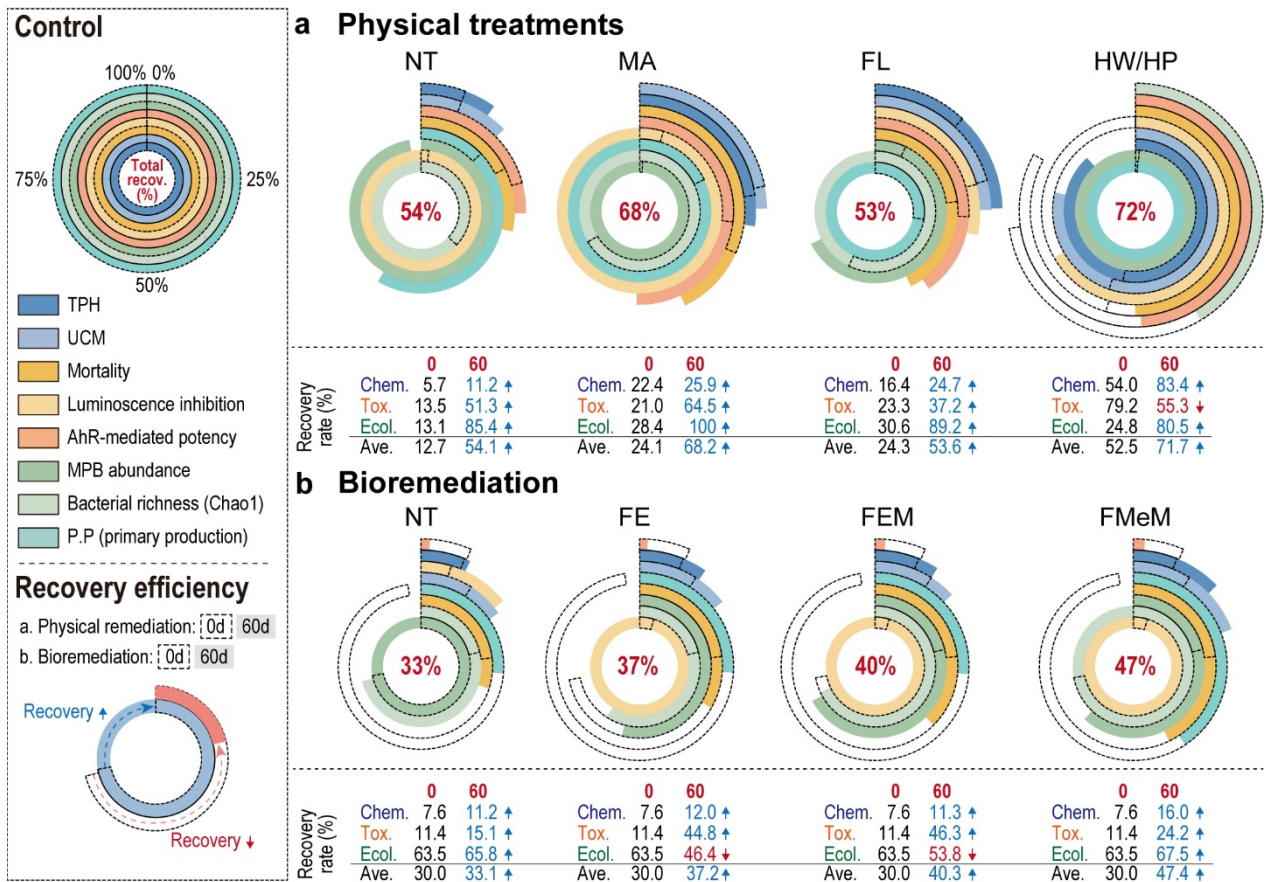 Control
100% 0%
75%
Total
recov.
(%)
25%
50%
TPH
UCM
Mortality
Luminoscence inhibition
AhR-mediated potency
MPB abundance
Bacterial richness (Chao1)
P.P (primary production)
Recovery efficiency
a. Physical remediation: 0d 60d
b. Bioremediation: 0d 60d
Recovery ↑
Recovery ↓
a Physical treatments
NT MA FL HW/HP
54% 68% 53% 72%
Recovery
rate (%)
0 60 0 60 0 60 0 60
Chem. 5.7 11.2 ↑ Chem. 22.4 25.9 ↑ Chem. 16.4 24.7 ↑ Chem. 54.0 83.4 ↑
Tox. 13.5 51.3 ↑ Tox. 21.0 64.5 ↑ Tox. 23.3 37.2 ↑ Tox. 79.2 55.3 ↓
Ecol. 13.1 85.4 ↑ Ecol. 28.4 100 ↑ Ecol. 30.6 89.2 ↑ Ecol. 24.8 80.5 ↑
Ave. 12.7 54.1 ↑ Ave. 24.1 68.2 ↑ Ave. 24.3 53.6 ↑ Ave. 52.5 71.7 ↑
b Bioremediation
NT FE FEM FMeM
33% 37% 40% 47%
Recovery
rate (%)
0 60 0 60 0 60 0 60
Chem. 7.6 11.2 ↑ Chem. 7.6 12.0 ↑ Chem. 7.6 11.3 ↑ Chem. 7.6 16.0 ↑
Tox. 11.4 15.1 ↑ Tox. 11.4 44.8 ↑ Tox. 11.4 46.3 ↑ Tox. 11.4 24.2 ↑
Ecol. 63.5 65.8 ↑ Ecol. 63.5 46.4 ↓ Ecol. 63.5 53.8 ↓ Ecol. 63.5 67.5 ↑
Ave. 30.0 33.1 ↑ Ave. 30.0 37.2 ↑ Ave. 30.0 40.3 ↑ Ave. 30.0 47.4 ↑